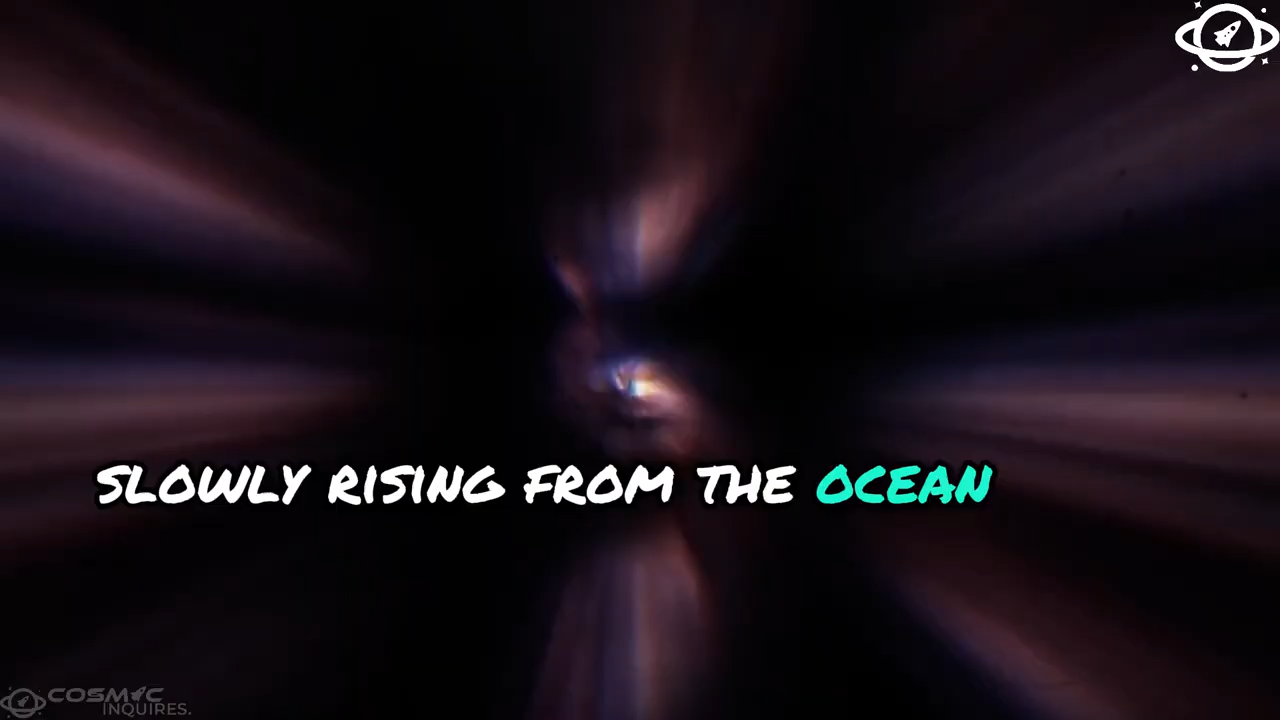 SLOWLY RISING FROM THE OCEAN
COSMIC
INQUIRES.